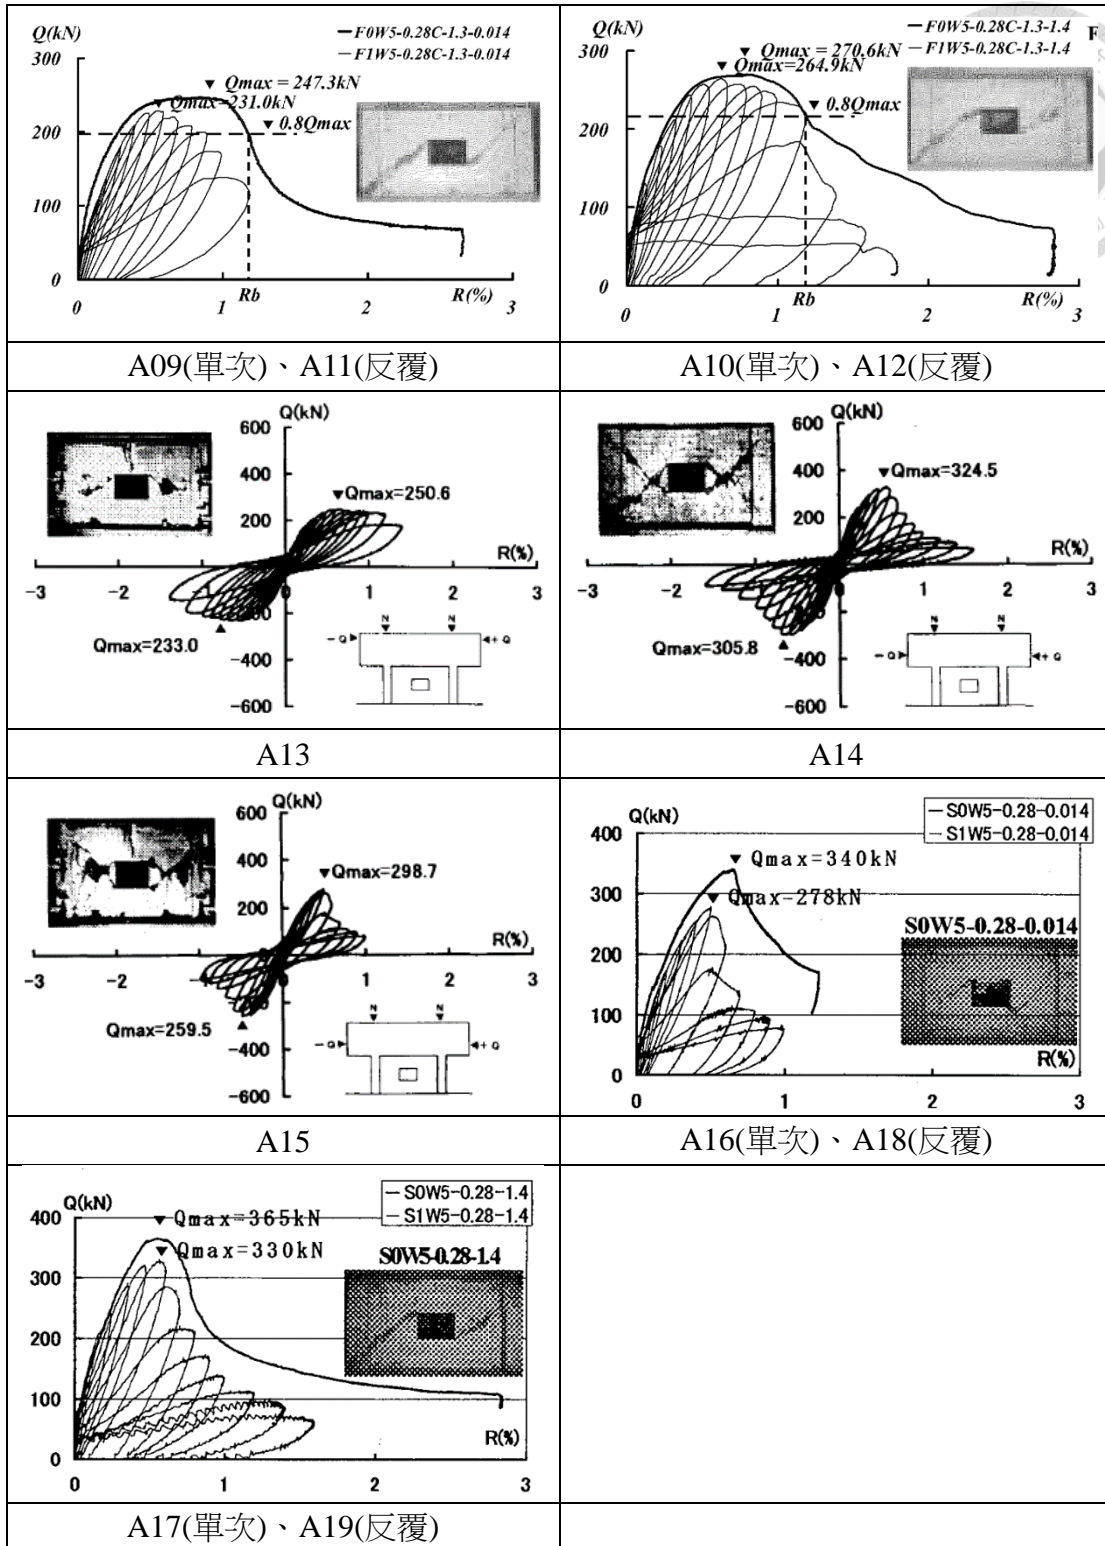 Q(kN)
━ F0W5-0.28C-1.3-0.014
─ F1W5-0.28C-1.3-0.014
300
▼ Qmax = 247.3kN
▼ Qmax=231.0kN
▼ 0.8Qmax
200
100
0
0
1
Rb
2
R(%)
3
Q(kN)
━ F0W5-0.28C-1.3-1.4
F
─ F1W5-0.28C-1.3-1.4
300
▼ Qmax = 270.6kN
▼ Qmax=264.9kN
▼ 0.8Qmax
200
100
0
0
1
Rb
2
R(%)
3
A09(單次)、A11(反覆)
A10(單次)、A12(反覆)
Q(kN)
600
400
▼Qmax=250.6
200
R(%)
-3
-2
0
1
2
3
Qmax=233.0
▲
-400
-600
N
N
-Q
+Q
Q(kN)
600
400
▼Qmax=324.5
200
R(%)
-3
-2
0
1
2
3
Qmax=305.8
▲
-400
-600
N
N
-Q
+Q
A13
A14
Q(kN)
600
400
▼Qmax=298.7
200
R(%)
-3
-2
0
1
2
3
Qmax=259.5
▲
-400
-600
N
N
-Q
+Q
Q(kN)
— S0W5-0.28-0.014
— S1W5-0.28-0.014
400
▼ Qmax=340kN
300
▼ Qmax=278kN
S0W5-0.28-0.014
200
100
R(%)
0
0
1
2
3
A15
A16(單次)、A18(反覆)
Q(kN)
— S0W5-0.28-1.4
— S1W5-0.28-1.4
400
▼ Qmax=365kN
▼ Qmax=330kN
S0W5-0.28-1.4
300
200
100
R(%)
0
0
1
2
3
A17(單次)、A19(反覆)